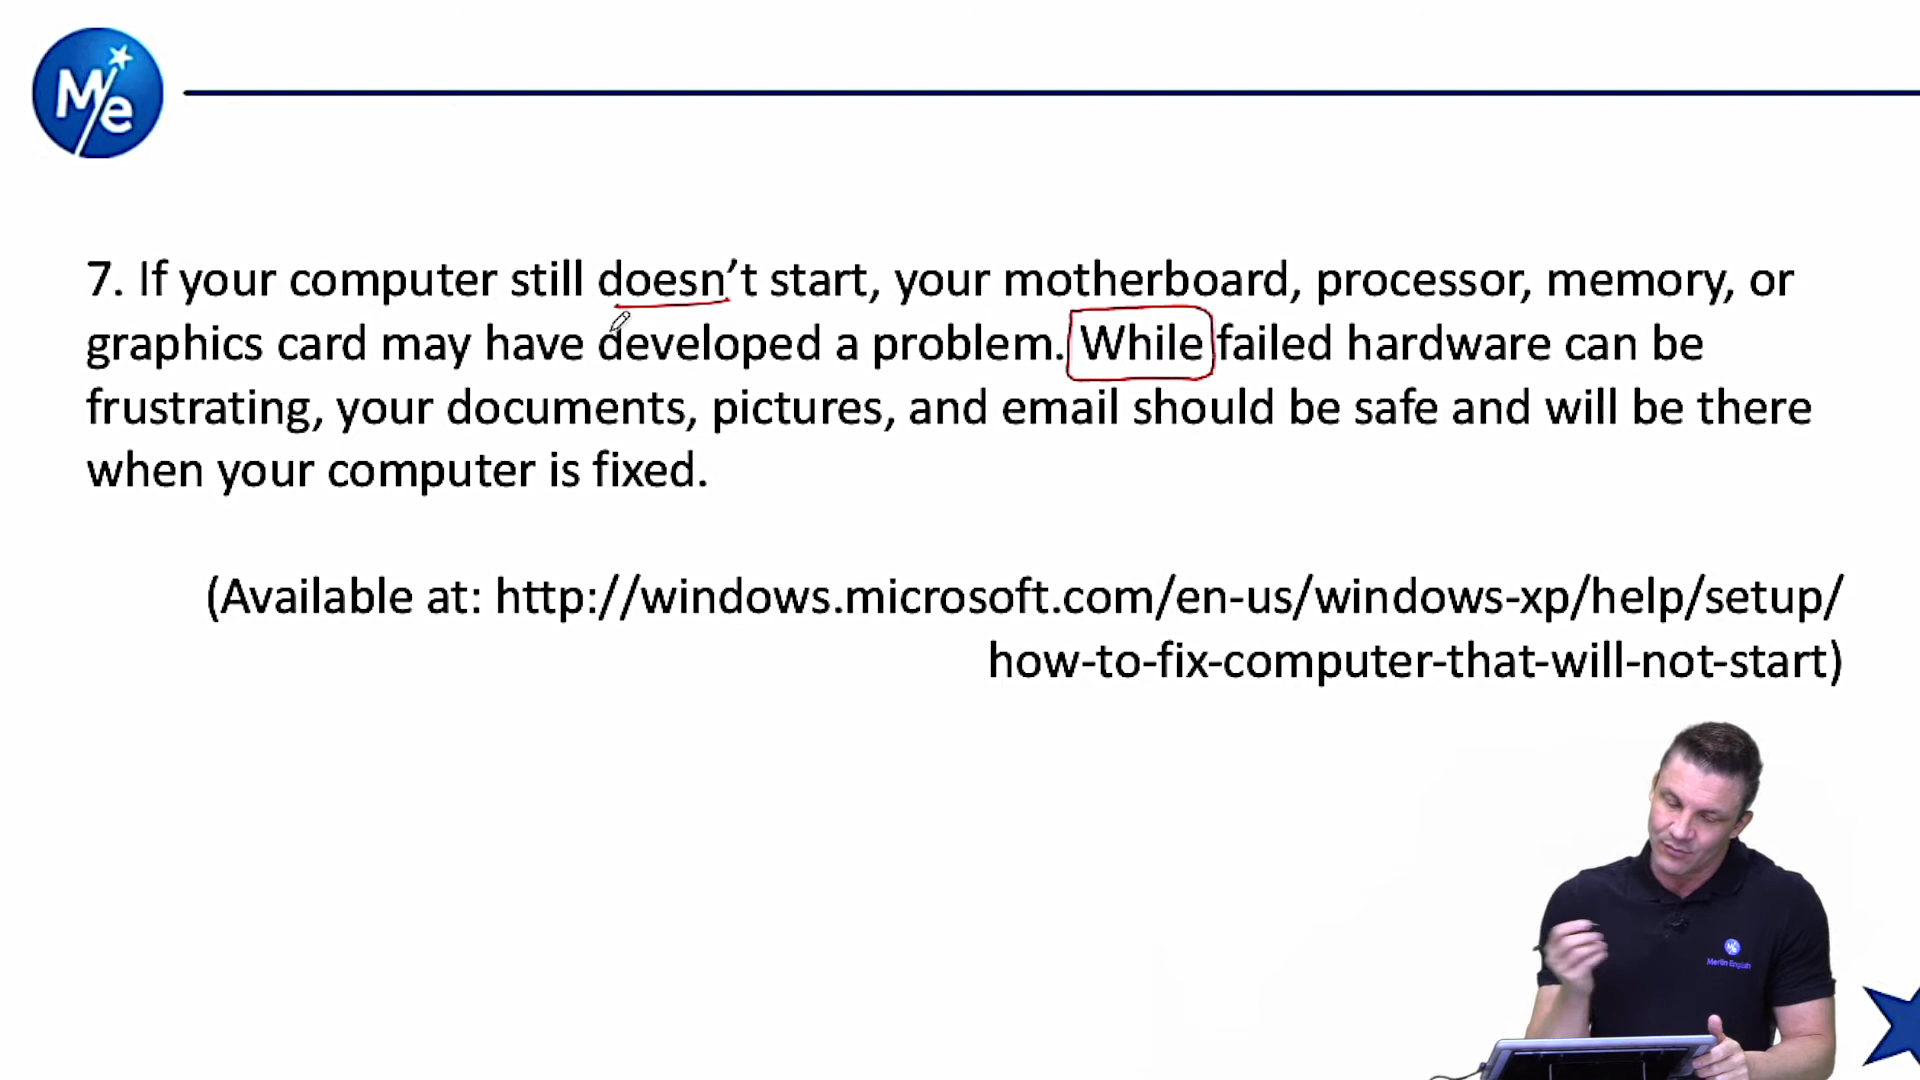 M/e
7. If your computer still doesn’t start, your motherboard, processor, memory, or
graphics card may have developed a problem. While failed hardware can be
frustrating, your documents, pictures, and email should be safe and will be there
when your computer is fixed.
(Available at: http://windows.microsoft.com/en-us/windows-xp/help/setup/
how-to-fix-computer-that-will-not-start)
M/e
Merlin English